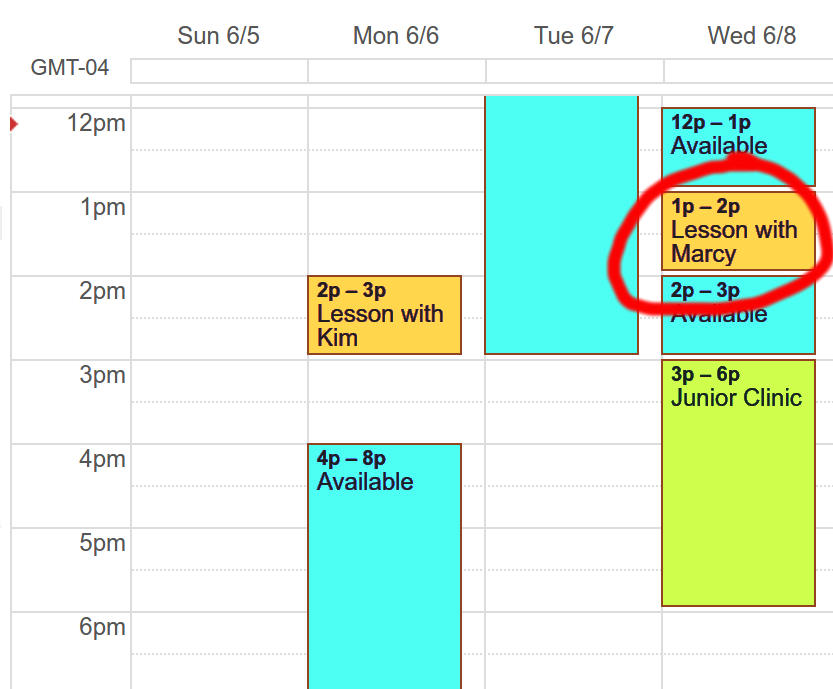 Sun 6/5 Mon 6/6 Tue 6/7 Wed 6/8
GMT-04
12pm
1pm
2pm
3pm
4pm
5pm
6pm
2p – 3p
Lesson with
Kim
4p – 8p
Available
12p – 1p
Available
1p – 2p
Lesson with
Marcy
2p – 3p
Available
3p – 6p
Junior Clinic